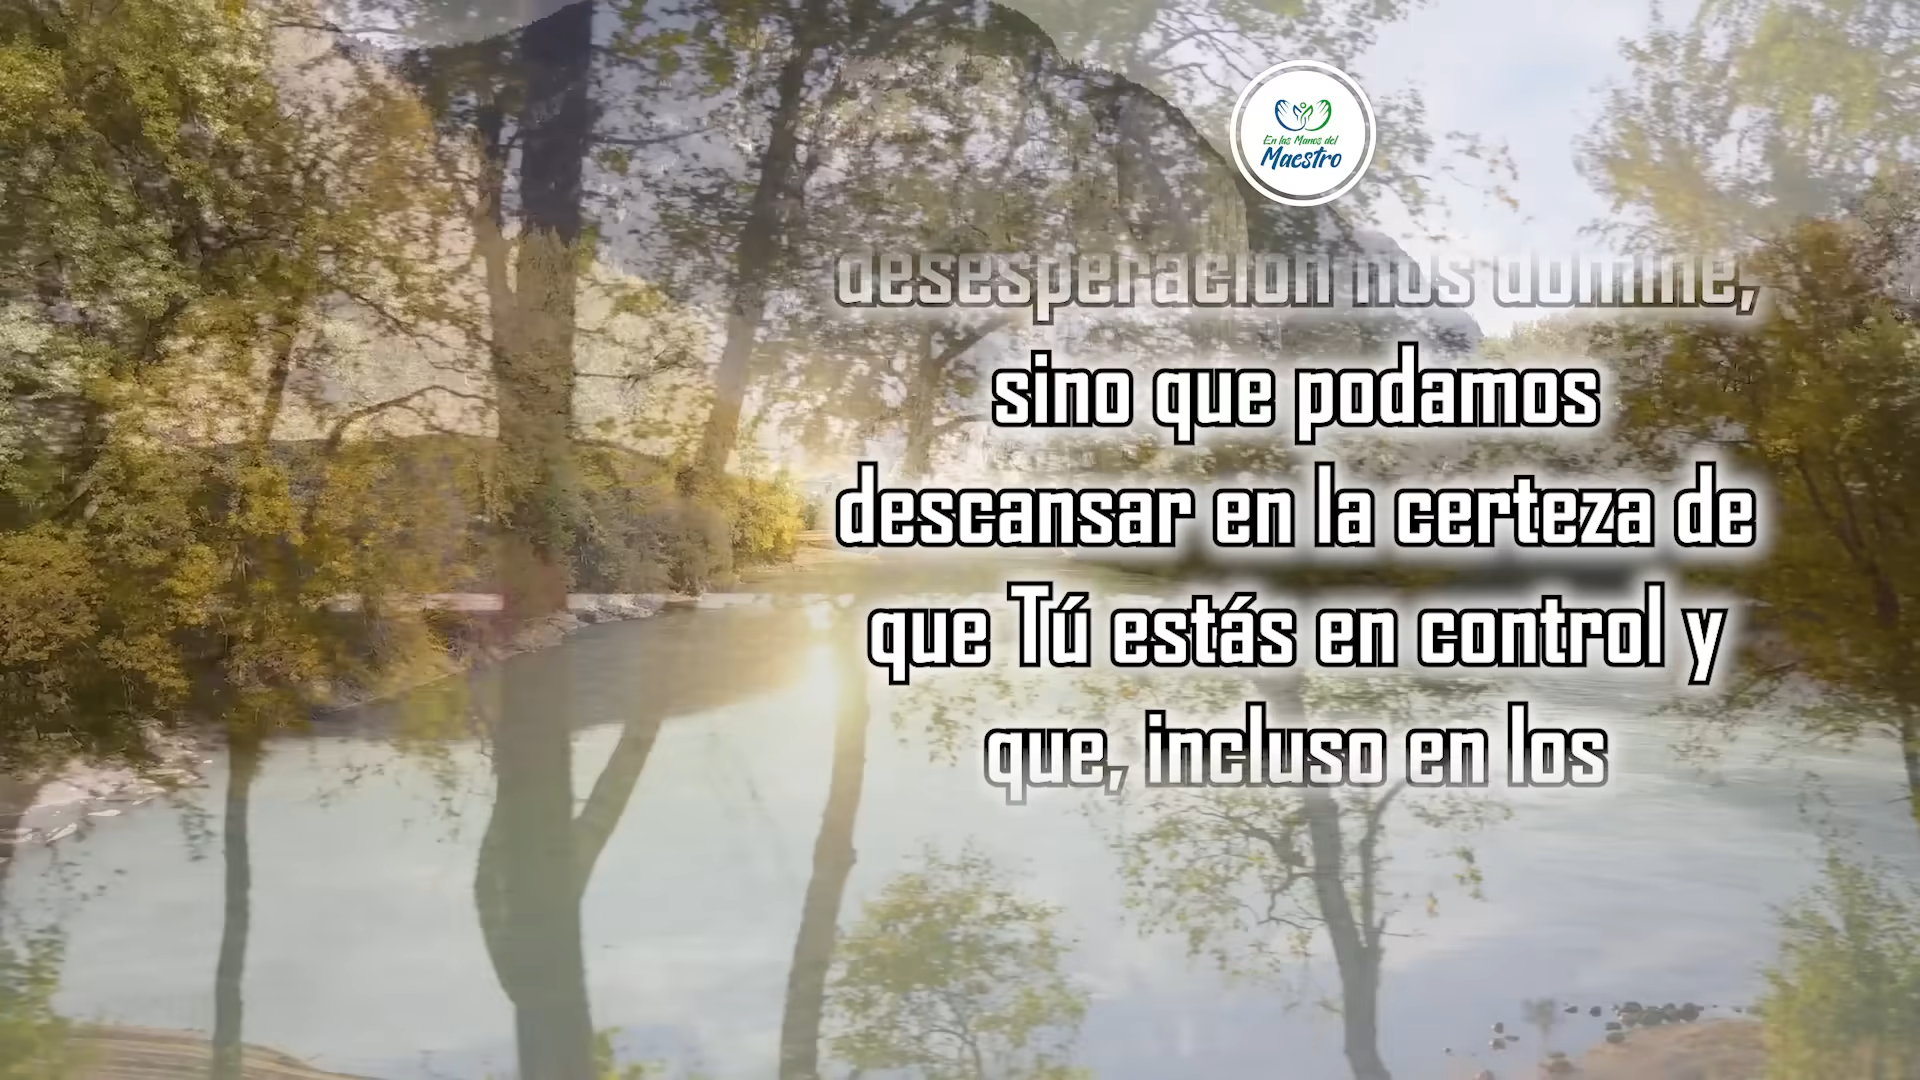 En las Manos del
Maestro
desesperación nos domine,
sino que podamos
descansar en la certeza de
que Tú estás en control y
que, incluso en los